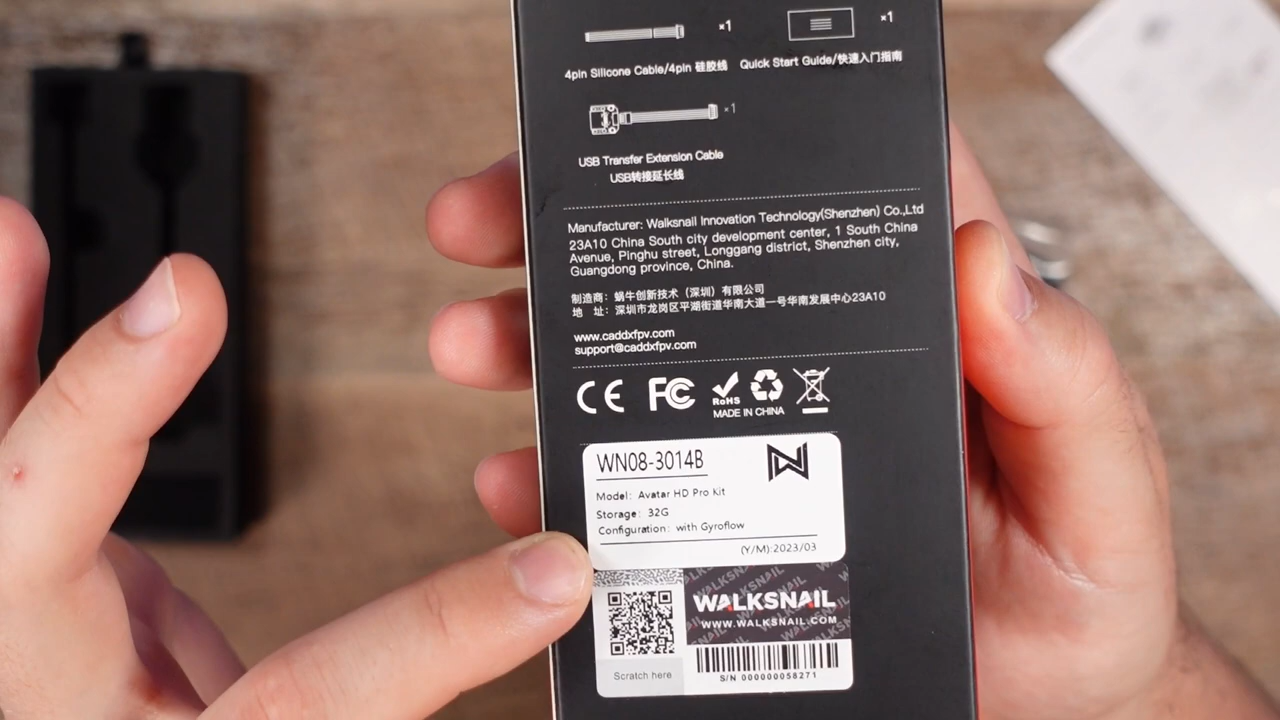 ×1
×1
4pin Silicone Cable/4pin 硅胶线
Quick Start Guide/快速入门指南
×1
USB Transfer Extension Cable
USB转接延长线
Manufacturer: Walksnail Innovation Technology(Shenzhen) Co.,Ltd
23A10 China South city development center, 1 South China
Avenue, Pinghu street, Longgang district, Shenzhen city,
Guangdong province, China.
制造商：蜗牛创新技术（深圳）有限公司
地 址：深圳市龙岗区平湖街道华南大道一号华南发展中心23A10
www.caddxfpv.com
support@caddxfpv.com
CE FC RoHS
MADE IN CHINA
WN08-3014B
Model: Avatar HD Pro Kit
Storage: 32G
Configuration: with Gyroflow
(Y/M):2023/03
WALKSNAIL
WWW.WALKSNAIL.COM
Scratch here
S/N 000000058271